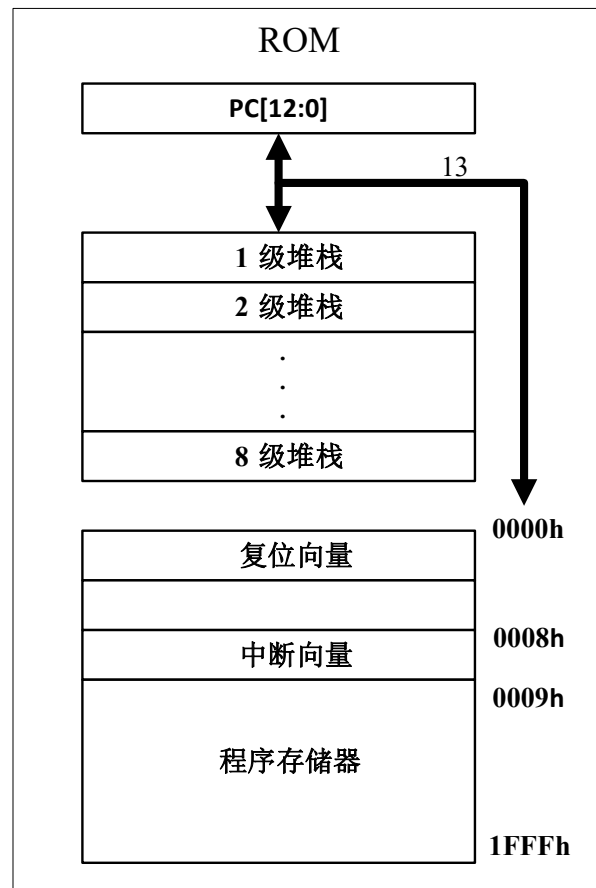 ROM
PC[12:0]
13
1 级堆栈
2 级堆栈
.
.
.
8 级堆栈
0000h
复位向量
0008h
中断向量
0009h
程序存储器
1FFFh